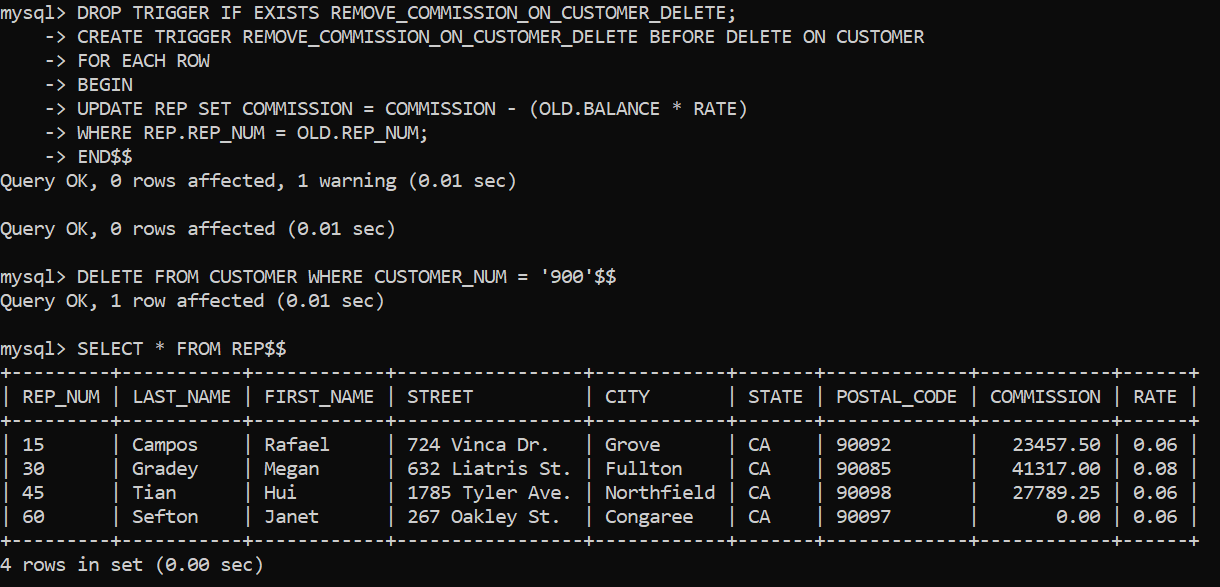 mysql> DROP TRIGGER IF EXISTS REMOVE_COMMISSION_ON_CUSTOMER_DELETE;
    -> CREATE TRIGGER REMOVE_COMMISSION_ON_CUSTOMER_DELETE BEFORE DELETE ON CUSTOMER
    -> FOR EACH ROW
    -> BEGIN
    -> UPDATE REP SET COMMISSION = COMMISSION - (OLD.BALANCE * RATE)
    -> WHERE REP.REP_NUM = OLD.REP_NUM;
    -> END$$
Query OK, 0 rows affected, 1 warning (0.01 sec)

Query OK, 0 rows affected (0.01 sec)

mysql> DELETE FROM CUSTOMER WHERE CUSTOMER_NUM = '900'$$
Query OK, 1 row affected (0.01 sec)

mysql> SELECT * FROM REP$$
+---------+-----------+------------+-----------------+------------+-------+-------------+------------+------+
| REP_NUM | LAST_NAME | FIRST_NAME | STREET          | CITY       | STATE | POSTAL_CODE | COMMISSION | RATE |
+---------+-----------+------------+-----------------+------------+-------+-------------+------------+------+
| 15      | Campos    | Rafael     | 724 Vinca Dr.   | Grove      | CA    | 90092       |   23457.50 | 0.06 |
| 30      | Gradey    | Megan      | 632 Liatris St. | Fullton    | CA    | 90085       |   41317.00 | 0.08 |
| 45      | Tian      | Hui        | 1785 Tyler Ave. | Northfield | CA    | 90098       |   27789.25 | 0.06 |
| 60      | Sefton    | Janet      | 267 Oakley St.  | Congaree   | CA    | 90097       |       0.00 | 0.06 |
+---------+-----------+------------+-----------------+------------+-------+-------------+------------+------+
4 rows in set (0.00 sec)